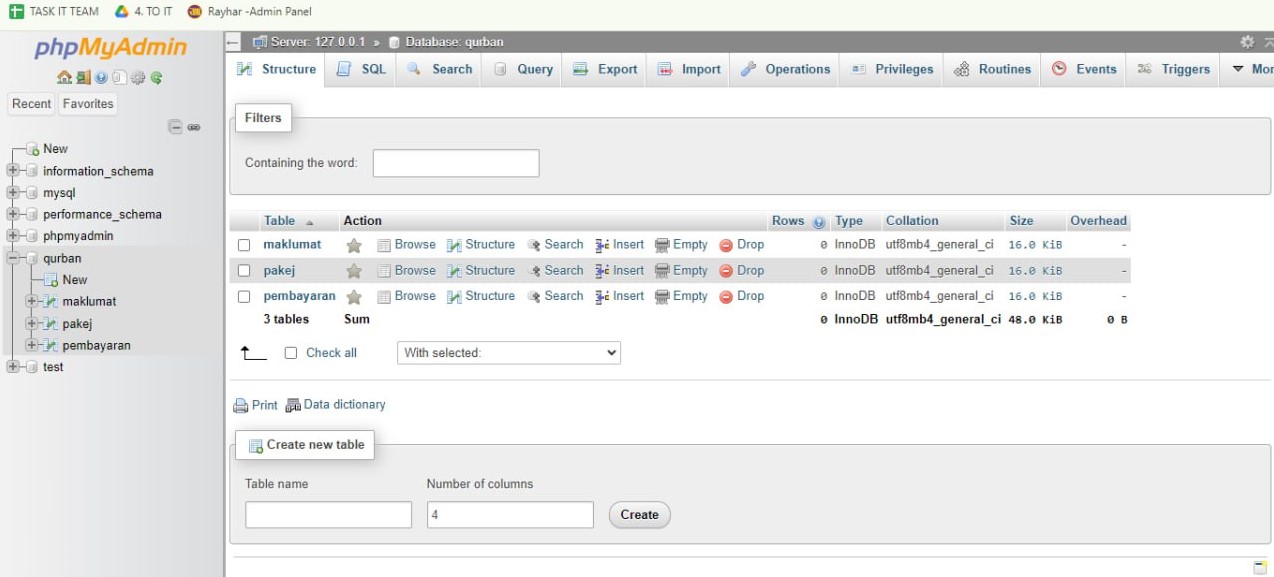 TASK IT TEAM 4. TO IT Rayhar -Admin Panel
phpMyAdmin
Recent Favorites
New
information_schema
mysql
performance_schema
phpmyadmin
qurban
New
maklumat
pakej
pembayaran
test
Server: 127.0.0.1 » Database: qurban
Structure SQL Search Query Export Import Operations Privileges Routines Events Triggers Mor
Filters
Containing the word:
Table Action Rows Type Collation Size Overhead
maklumat Browse Structure Search Insert Empty Drop 0 InnoDB utf8mb4_general_ci 16.0 KiB -
pakej Browse Structure Search Insert Empty Drop 0 InnoDB utf8mb4_general_ci 16.0 KiB -
pembayaran Browse Structure Search Insert Empty Drop 0 InnoDB utf8mb4_general_ci 16.0 KiB -
3 tables Sum 0 InnoDB utf8mb4_general_ci 48.0 KiB 0 B
Check all With selected:
Print Data dictionary
Create new table
Table name Number of columns
4 Create